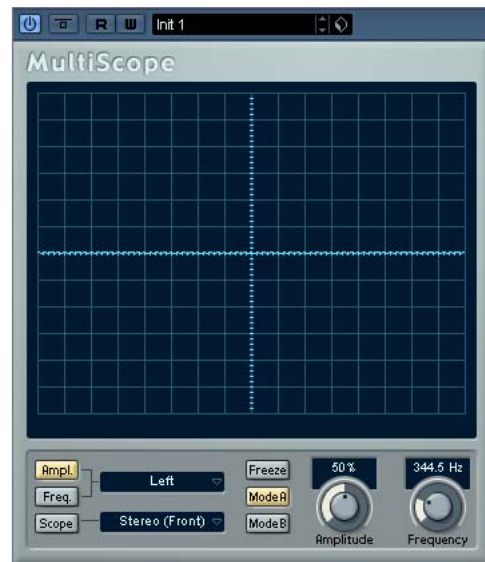 R W Init 1
MultiScope
Ampl. Freeze 50% 344.5 Hz
Left
Freq. Mode A
Scope Stereo (Front) Mode B
Amplitude Frequency